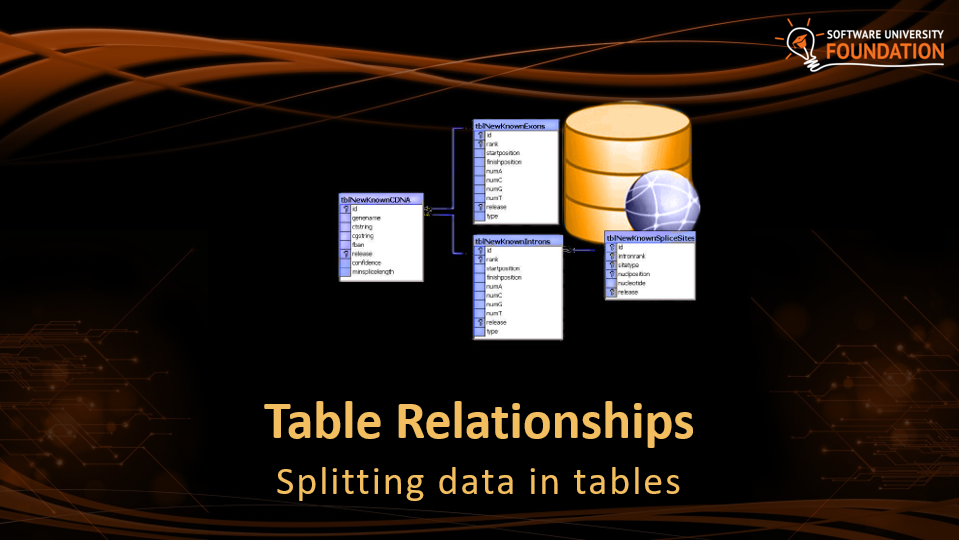 SOFTWARE UNIVERSITY
FOUNDATION
tblNewKnownExons
id
rank
startposition
finishposition
numA
numC
numG
numT
release
type
tblNewKnownCDNA
id
genename
ctstring
cgstring
fban
release
confidence
minsplicelength
tblNewKnownIntrons
id
rank
startposition
finishposition
numA
numC
numG
numT
release
type
tblNewKnownSpliceSites
id
intronrank
sitetype
nuclposition
nucleotide
release
Table Relationships
Splitting data in tables